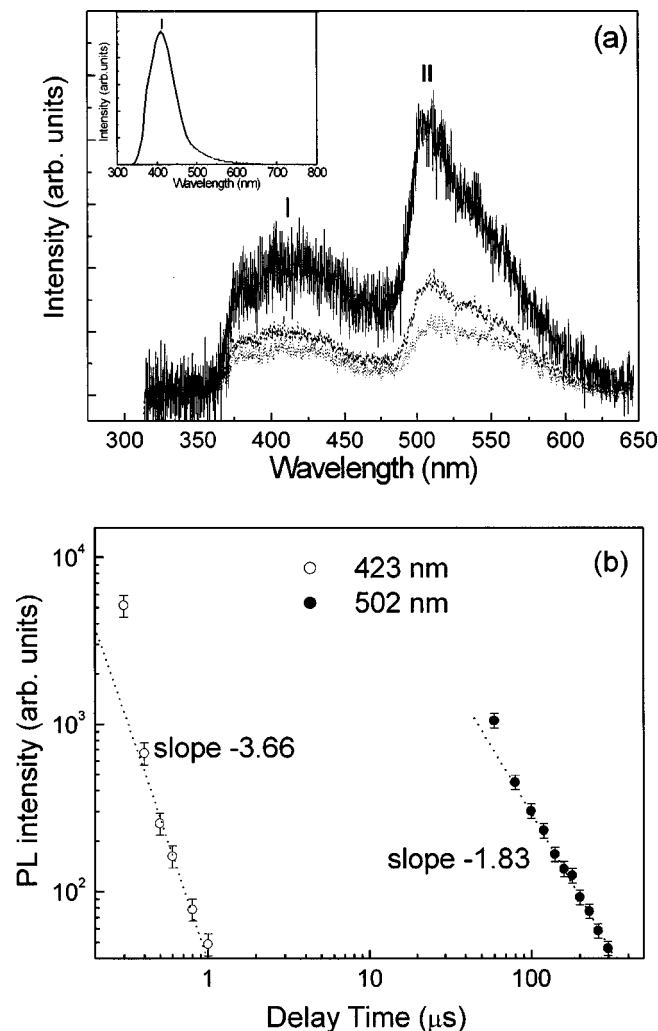 (a)
I
Intensity (arb.units)
300 400 500 600 700 800
Wavelength (nm)
II
I
Intensity (arb. units)
300 350 400 450 500 550 600 650
Wavelength (nm)
(b)
423 nm
502 nm
10⁴
10³
10²
PL intensity (arb. units)
slope -3.66
slope -1.83
1 10 100
Delay Time (μs)